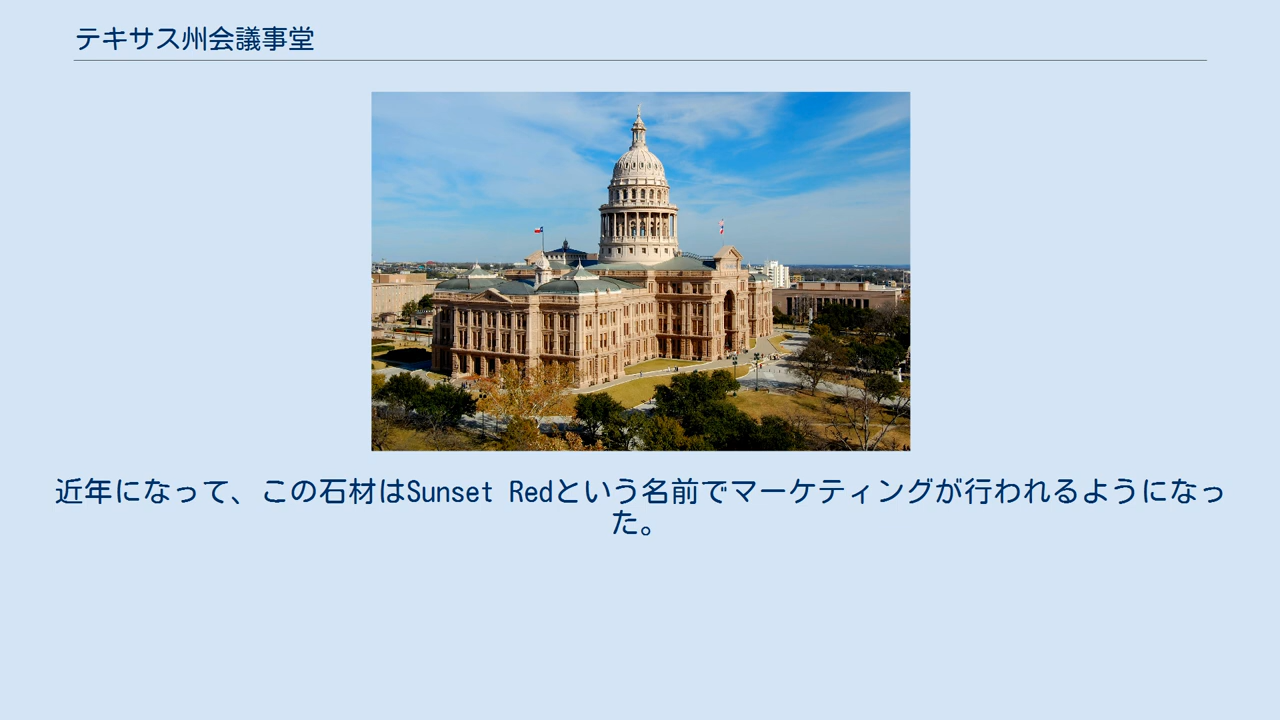 テキサス州会議事堂
近年になって、この石材はSunset Redという名前でマーケティングが行われるようになっ
た。